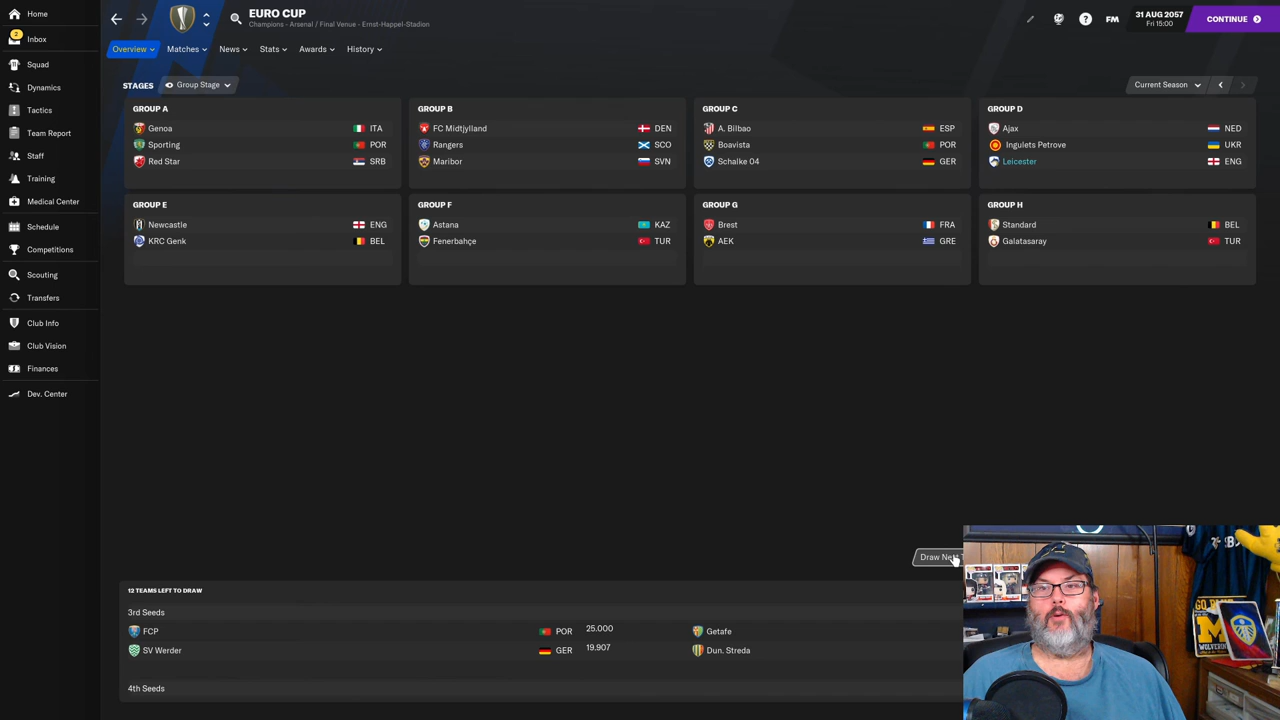 Home
EURO CUP
Champions - Arsenal / Final Venue - Ernst-Happel-Stadion
FM
31 AUG 2057
Fri 15:00
CONTINUE
2
Inbox
Overview
Matches
News
Stats
Awards
History
Squad
Dynamics
Tactics
Team Report
Staff
Training
Medical Center
Schedule
Competitions
Scouting
Transfers
Club Info
Club Vision
Finances
Dev. Center
STAGES
Group Stage
Current Season
GROUP A
Genoa ITA
Sporting POR
Red Star SRB
GROUP B
FC Midtjylland DEN
Rangers SCO
Maribor SVN
GROUP C
A. Bilbao ESP
Boavista POR
Schalke 04 GER
GROUP D
Ajax NED
Ingulets Petrove UKR
Leicester ENG
GROUP E
Newcastle ENG
KRC Genk BEL
GROUP F
Astana KAZ
Fenerbahçe TUR
GROUP G
Brest FRA
AEK GRE
GROUP H
Standard BEL
Galatasaray TUR
Draw
12 TEAMS LEFT TO DRAW
3rd Seeds
FCP POR 25.000 Getafe
SV Werder GER 19.907 Dun. Streda
4th Seeds
GO BLUE
M